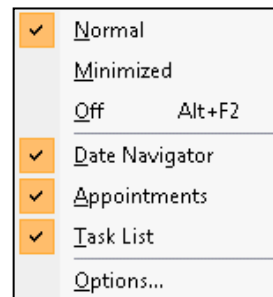 Normal
Minimized
Off Alt+F2
Date Navigator
Appointments
Task List
Options...